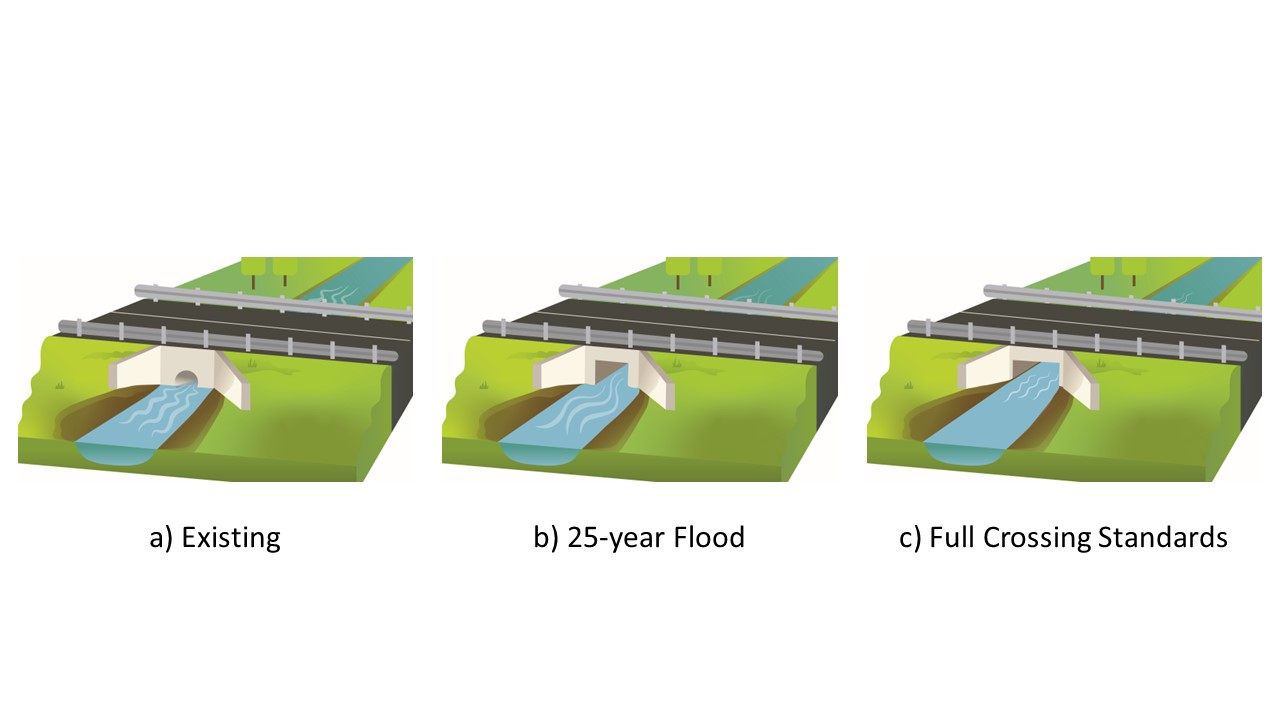 a) Existing
b) 25-year Flood
c) Full Crossing Standards